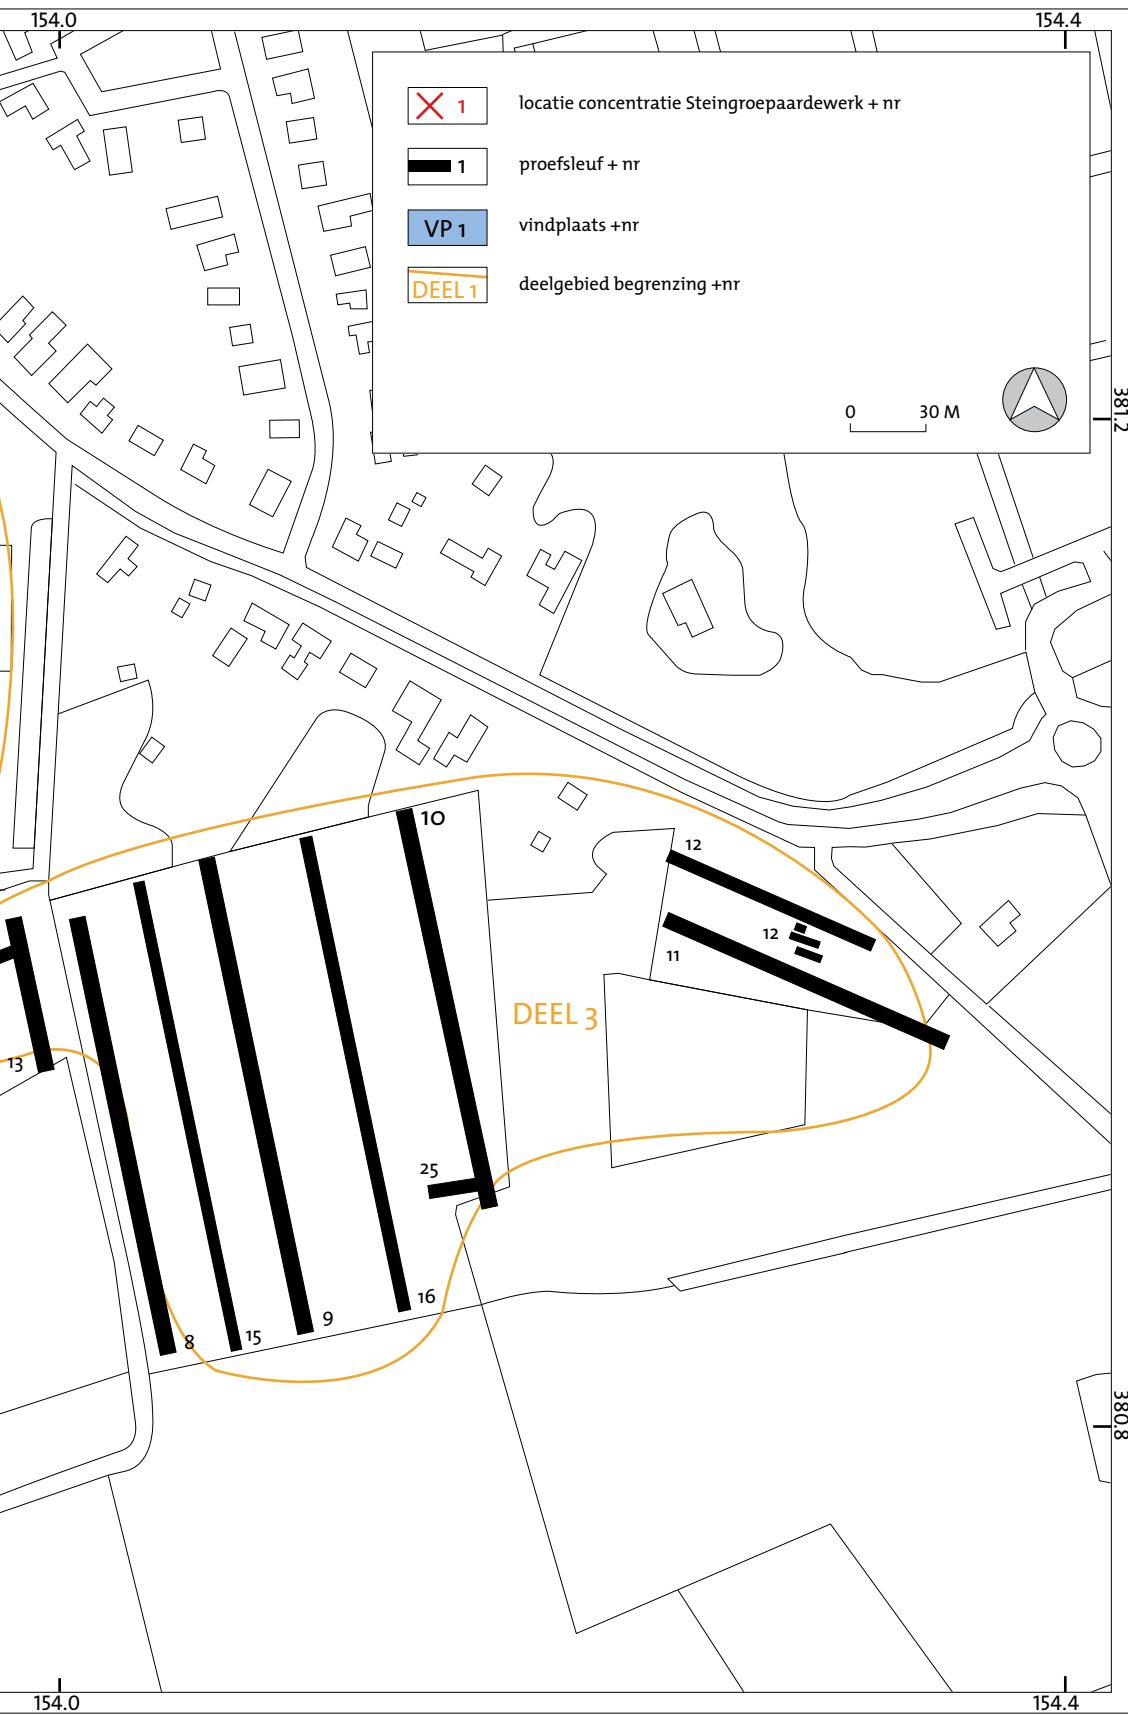 154.0
154.4
1
locatie concentratie Steingroepaardewerk + nr
1
proefsleuf + nr
VP 1
vindplaats +nr
DEEL 1
deelgebied begrenzing +nr
0
30 M
381.2
10
12
12
11
DEEL 3
13
25
16
9
15
8
380.8
154.0
154.4